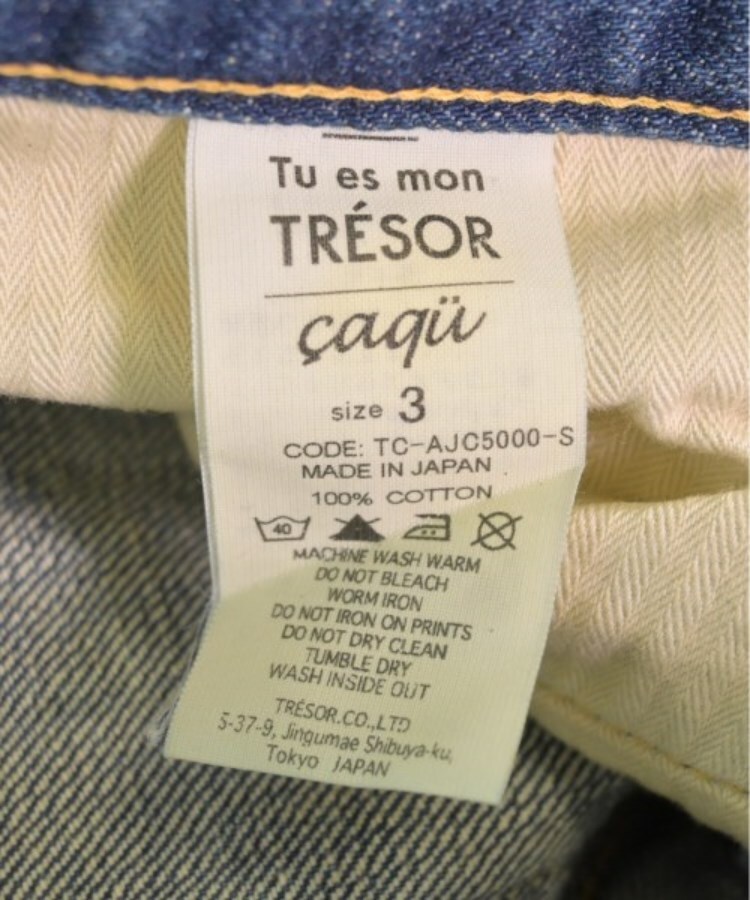 Tu es mon
TRÉSOR
çaqü
size 3
CODE: TC-AJC5000-S
MADE IN JAPAN
100% COTTON
40
MACHINE WASH WARM
DO NOT BLEACH
WORM IRON
DO NOT IRON ON PRINTS
DO NOT DRY CLEAN
TUMBLE DRY
WASH INSIDE OUT
TRÉSOR.CO.,LTD
5-37-9, Jingumae Shibuya-ku,
Tokyo JAPAN